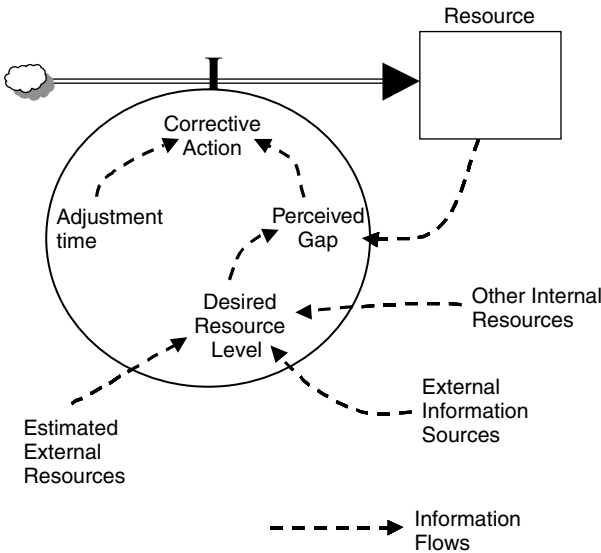 Resource
Corrective
Action
Adjustment
time
Perceived
Gap
Desired
Resource
Level
Other Internal
Resources
Estimated
External
Resources
External
Information
Sources
Information
Flows